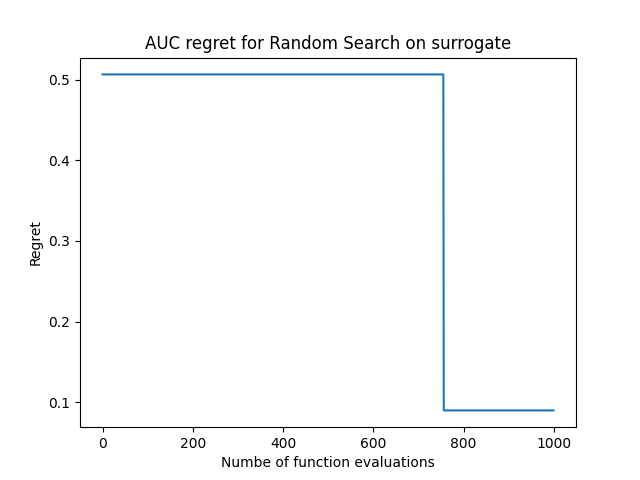 AUC regret for Random Search on surrogate
0.5
0.4
0.3
0.2
0.1
Regret
0 200 400 600 800 1000
Numbe of function evaluations